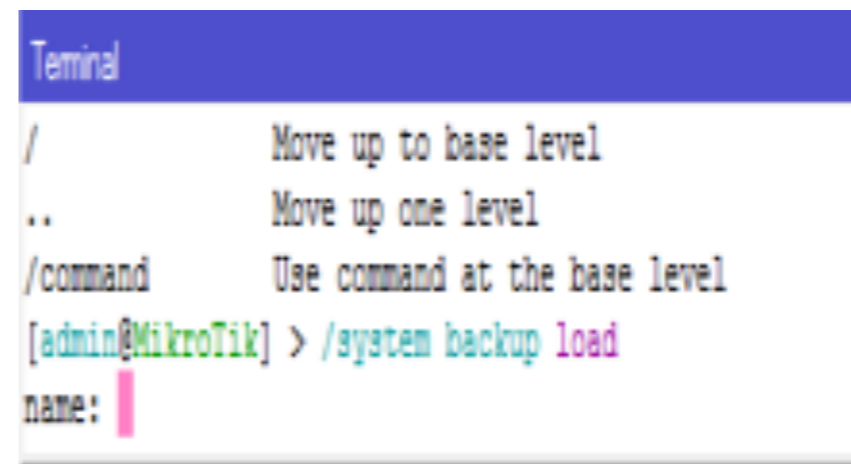 Terminal
/ Move up to base level
.. Move up one level
/command Use command at the base level
[admin@MikroTik] > /system backup load
name: